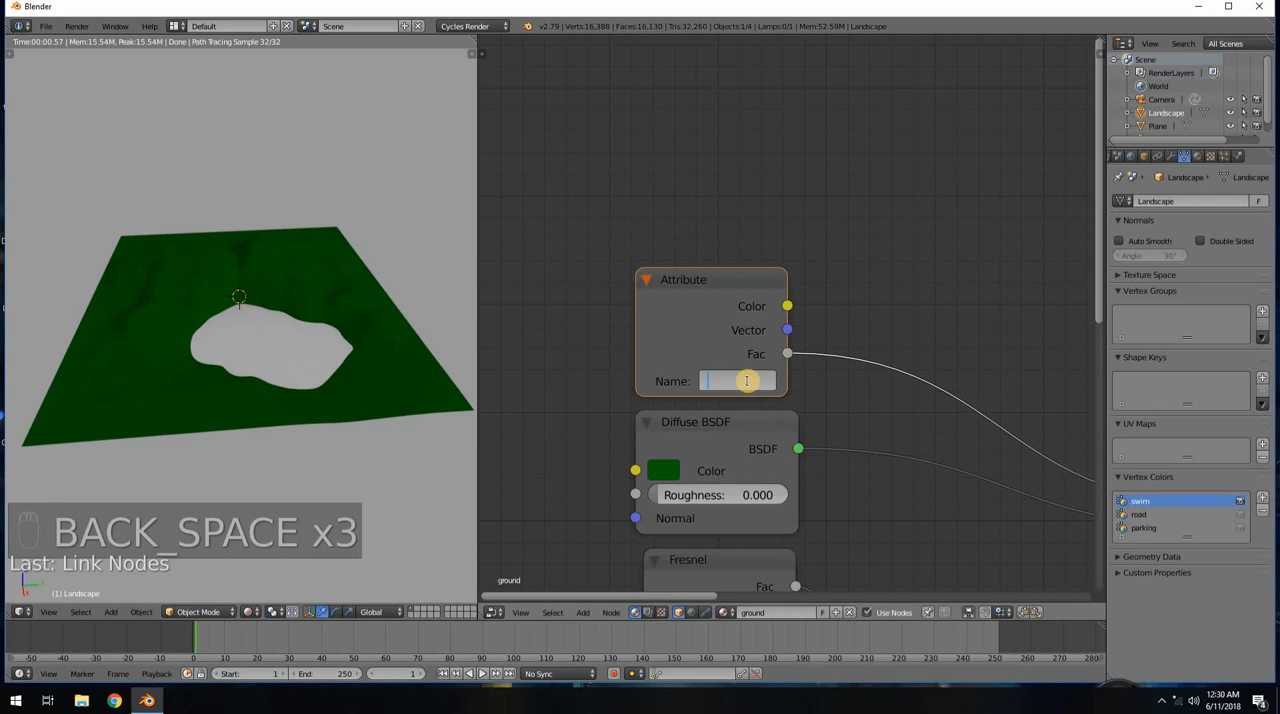 Blender
File Render Window Help Default Scene Cycles Render v2.79 | Verts:16,388 | Faces:16,130 | Tris:32,260 | Objects:1/4 | Lamps:0/1 | Mem:52.59M | Landscape
Time:00:00.57 | Mem:15.54M, Peak:15.54M | Done | Path Tracing Sample 32/32
View Search All Scenes
Scene
RenderLayers
World
Camera
Landscape
Plane
Landscape Landscape
Landscape F
Normals
Auto Smooth Double Sided
Angle: 30°
Texture Space
Vertex Groups
Shape Keys
UV Maps
Vertex Colors
swim
road
parking
Geometry Data
Custom Properties
Attribute
Color
Vector
Fac
Name:
Diffuse BSDF
BSDF
Color
Roughness: 0.000
Normal
Fresnel
Fac
ground
BACK_SPACE x3
Last: Link Nodes
(1) Landscape
View Select Add Object Object Mode Global
View Select Add Node ground F Use Nodes
-50 -40 -30 -20 -10 0 10 20 30 40 50 60 70 80 90 100 110 120 130 140 150 160 170 180 190 200 210 220 230 240 250 260 270 280
View Marker Frame Playback Start: 1 End: 250 1 No Sync
12:30 AM
6/11/2018
4